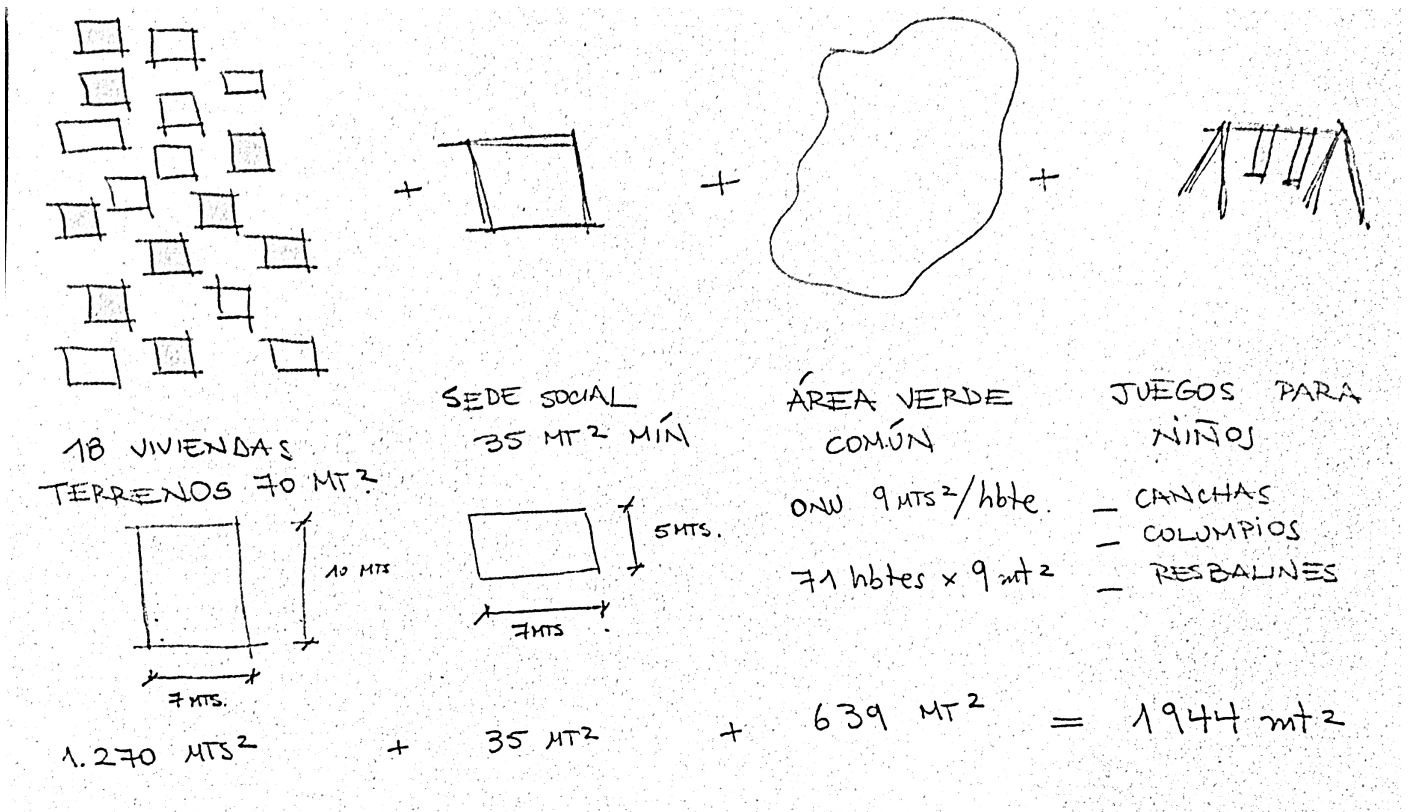 +
+
+
18 VIVIENDAS
TERRENOS 70 MT²
10 MTS
7 MTS.
SEDE SOCIAL
35 MT² MÍN
5 MTS.
7 MTS
ÁREA VERDE
COMÚN
ONU 9 MTS²/hbte.
71 hbtes x 9 mt²
JUEGOS PARA
NIÑOS
– CANCHAS
– COLUMPIOS
– RESBALINES
1.270 MTS² + 35 MT² + 639 MT² = 1944 mt²